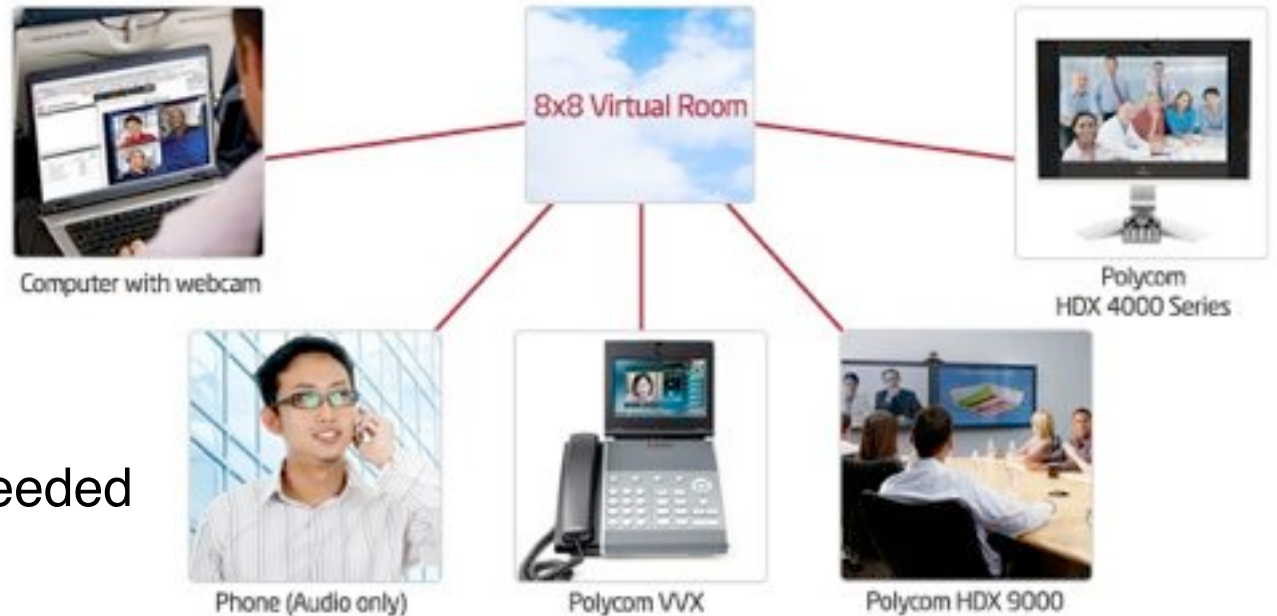 8x8 Virtual Room
Computer with webcam
Polycom
HDX 4000 Series
eeded
Phone (Audio only)
Polycom VVX
Polycom HDX 9000